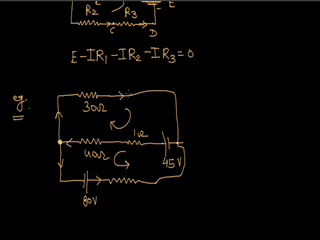 R2 R3 E
C D
E-IR1-IR2-IR3=0
eg.
30Ω
1Ω
40Ω 45V
80V